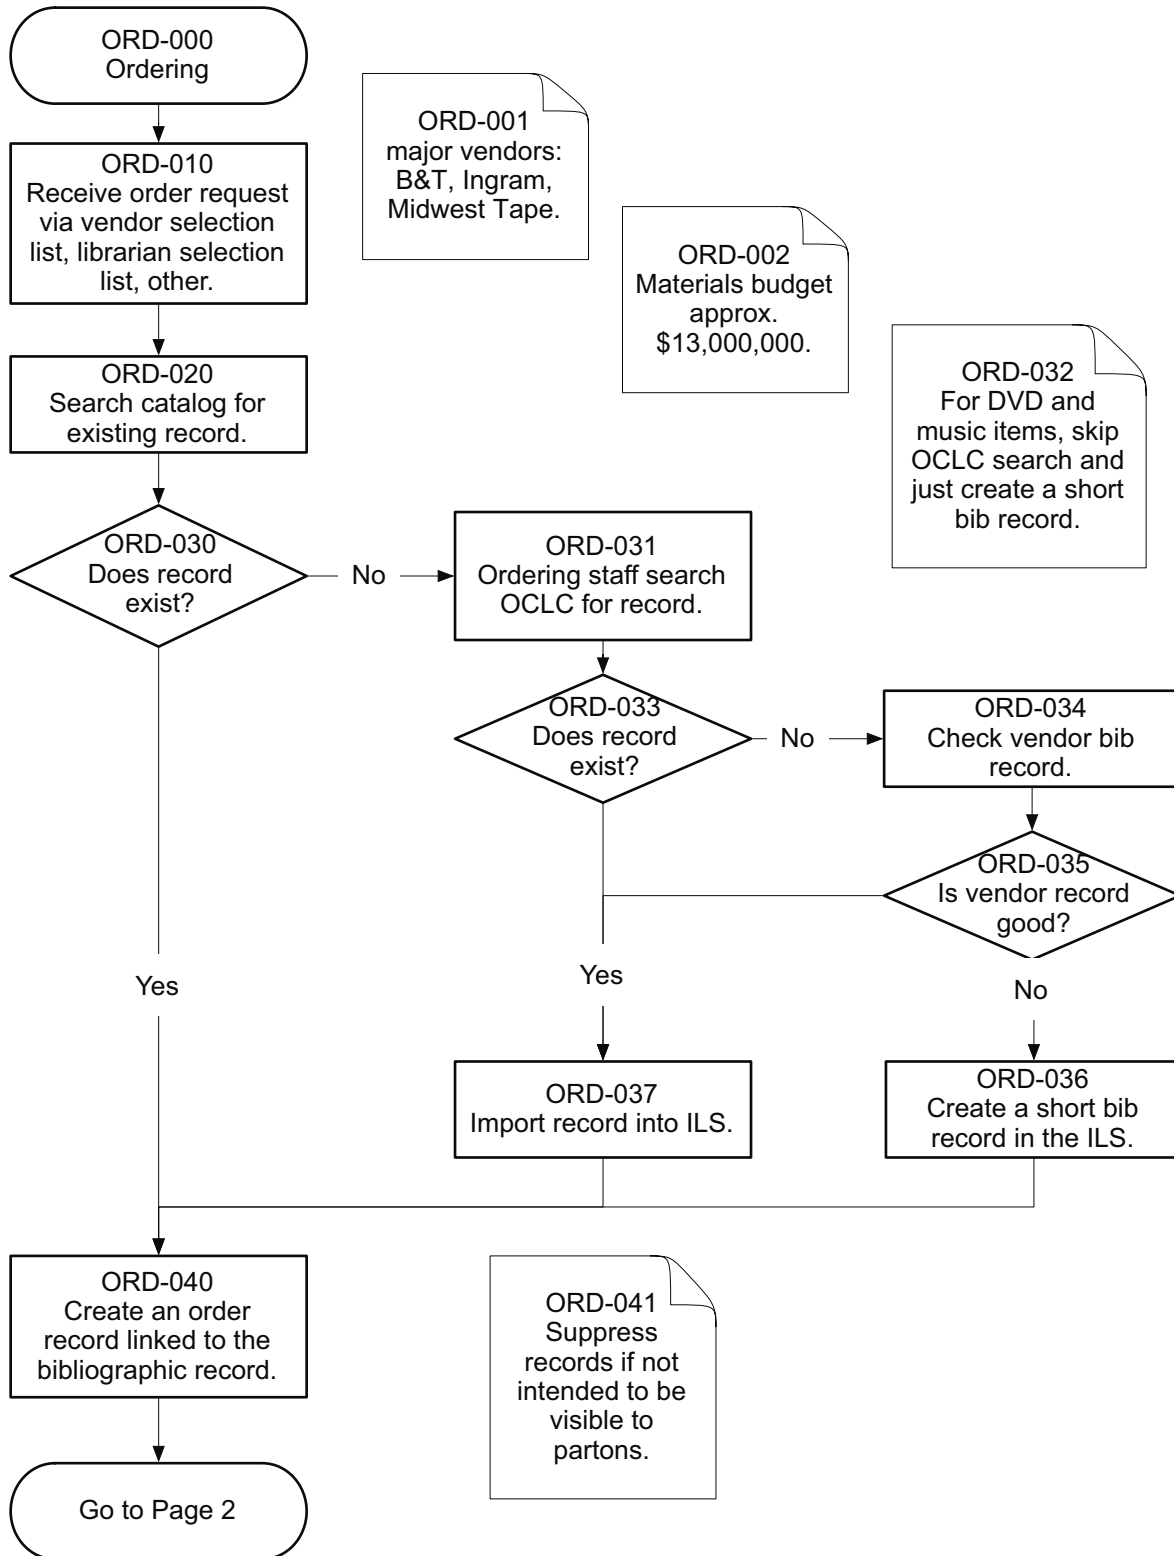 ORD-000
Ordering
ORD-001
major vendors:
B&T, Ingram,
Midwest Tape.
ORD-010
Receive order request
via vendor selection
list, librarian selection
list, other.
ORD-002
Materials budget
approx.
$13,000,000.
ORD-032
For DVD and
music items, skip
OCLC search and
just create a short
bib record.
ORD-020
Search catalog for
existing record.
ORD-030
Does record
exist?
No
ORD-031
Ordering staff search
OCLC for record.
ORD-033
Does record
exist?
No
ORD-034
Check vendor bib
record.
ORD-035
Is vendor record
good?
Yes
Yes
No
ORD-037
Import record into ILS.
ORD-036
Create a short bib
record in the ILS.
ORD-040
Create an order
record linked to the
bibliographic record.
ORD-041
Suppress
records if not
intended to be
visible to
partons.
Go to Page 2